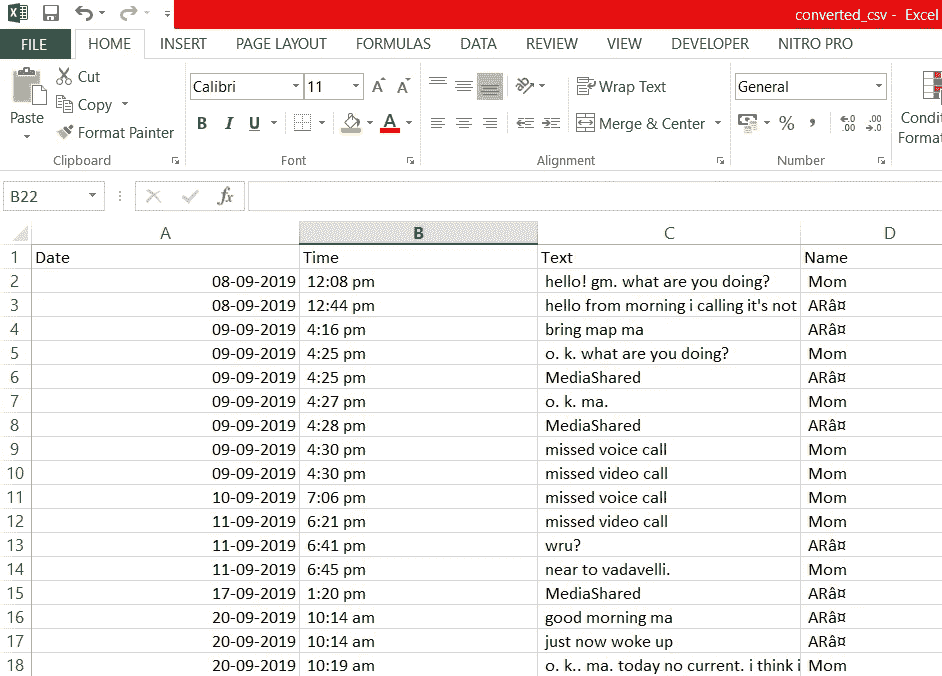 converted_csv - Excel
FILE HOME INSERT PAGE LAYOUT FORMULAS DATA REVIEW VIEW DEVELOPER NITRO PRO
Cut
Copy
Format Painter
Paste
Calibri 11
B I U A
Wrap Text
Merge & Center
General
% ,
Condit
Format
Clipboard Font Alignment Number
B22 fx
A B C D
1 Date Time Text Name
2 08-09-2019 12:08 pm hello! gm. what are you doing? Mom
3 08-09-2019 12:44 pm hello from morning i calling it's not ARâ¤
4 09-09-2019 4:16 pm bring map ma ARâ¤
5 09-09-2019 4:25 pm o. k. what are you doing? Mom
6 09-09-2019 4:25 pm MediaShared ARâ¤
7 09-09-2019 4:27 pm o. k. ma. Mom
8 09-09-2019 4:28 pm MediaShared ARâ¤
9 09-09-2019 4:30 pm missed voice call Mom
10 09-09-2019 4:30 pm missed video call Mom
11 10-09-2019 7:06 pm missed voice call Mom
12 11-09-2019 6:21 pm missed video call Mom
13 11-09-2019 6:41 pm wru? ARâ¤
14 11-09-2019 6:45 pm near to vadavelli. Mom
15 17-09-2019 1:20 pm MediaShared ARâ¤
16 20-09-2019 10:14 am good morning ma ARâ¤
17 20-09-2019 10:14 am just now woke up ARâ¤
18 20-09-2019 10:19 am o. k.. ma. today no current. i think i Mom